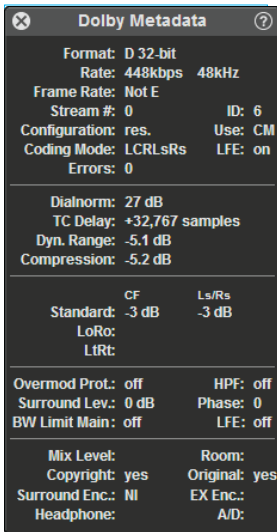 Dolby Metadata ?
Format: D 32-bit
Rate: 448kbps 48kHz
Frame Rate: Not E
Stream #: 0 ID: 6
Configuration: res. Use: CM
Coding Mode: LCRLsRs LFE: on
Errors: 0
Dialnorm: 27 dB
TC Delay: +32,767 samples
Dyn. Range: -5.1 dB
Compression: -5.2 dB
CF Ls/Rs
Standard: -3 dB -3 dB
LoRo:
LtRt:
Overmod Prot.: off HPF: off
Surround Lev.: 0 dB Phase: 0
BW Limit Main: off LFE: off
Mix Level: Room:
Copyright: yes Original: yes
Surround Enc.: NI EX Enc.:
Headphone: A/D: